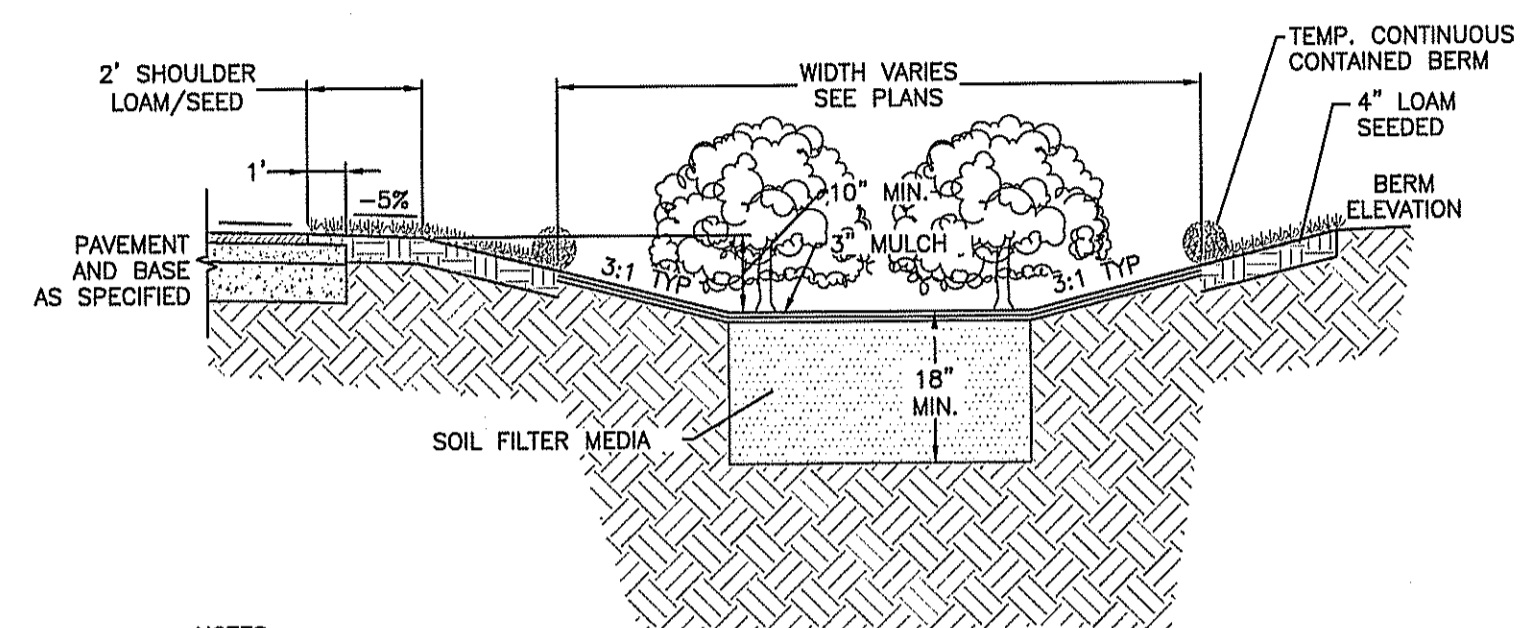 TEMP. CONTINUOUS
CONTAINED BERM
2' SHOULDER
LOAM/SEED
WIDTH VARIES
SEE PLANS
4" LOAM
SEEDED
1'
-5%
10" MIN.
BERM
ELEVATION
PAVEMENT
AND BASE
AS SPECIFIED
3" MULCH
3:1
TYP
3:1 TYP
18"
MIN.
SOIL FILTER MEDIA
NOTES